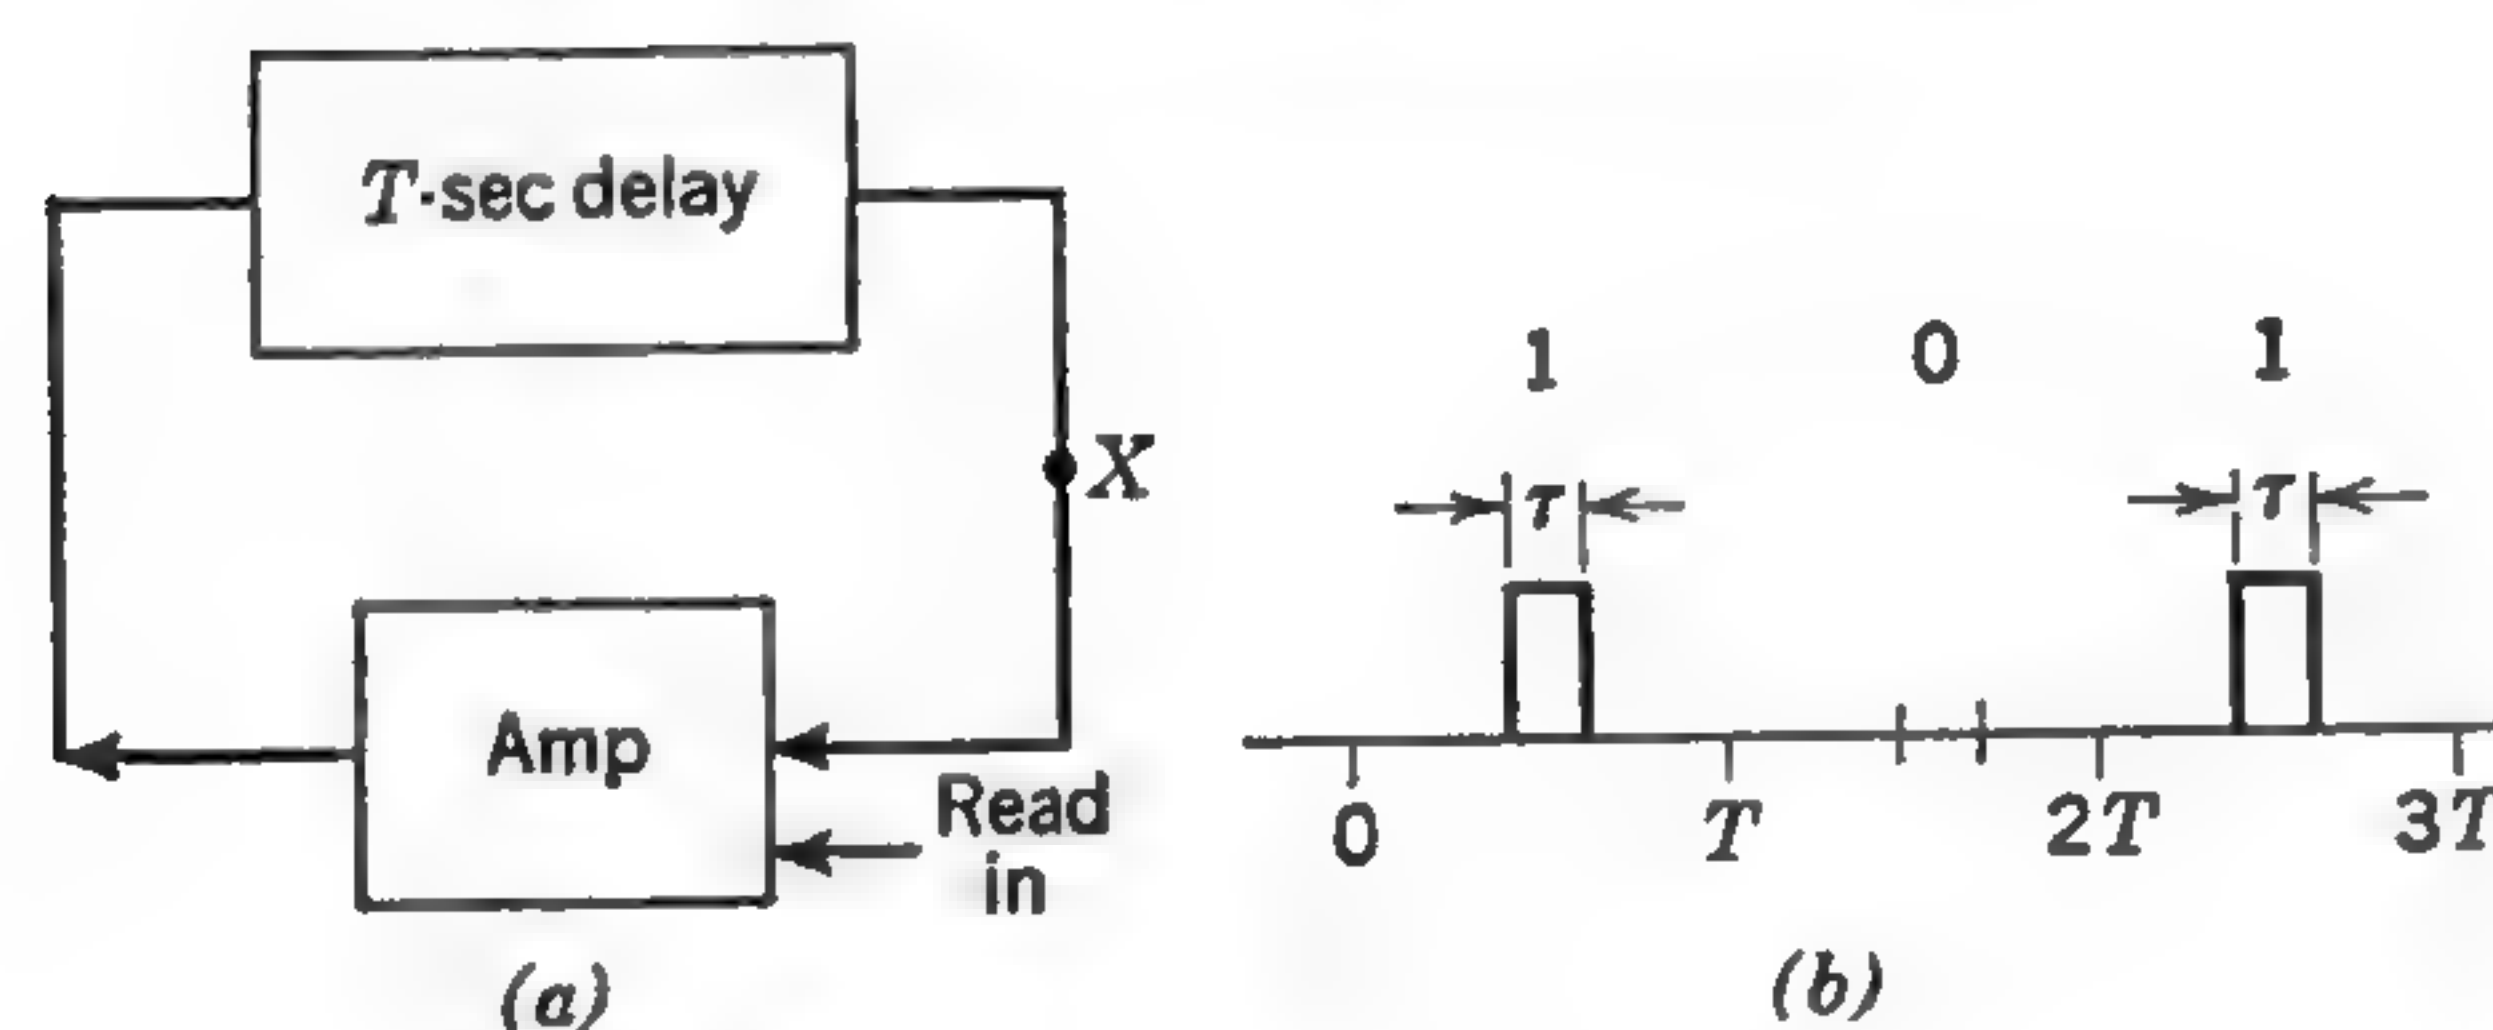 T-sec delay
X
Amp
Read
in
(a)
1 0 1
τ τ
0 T 2T 3T
(b)